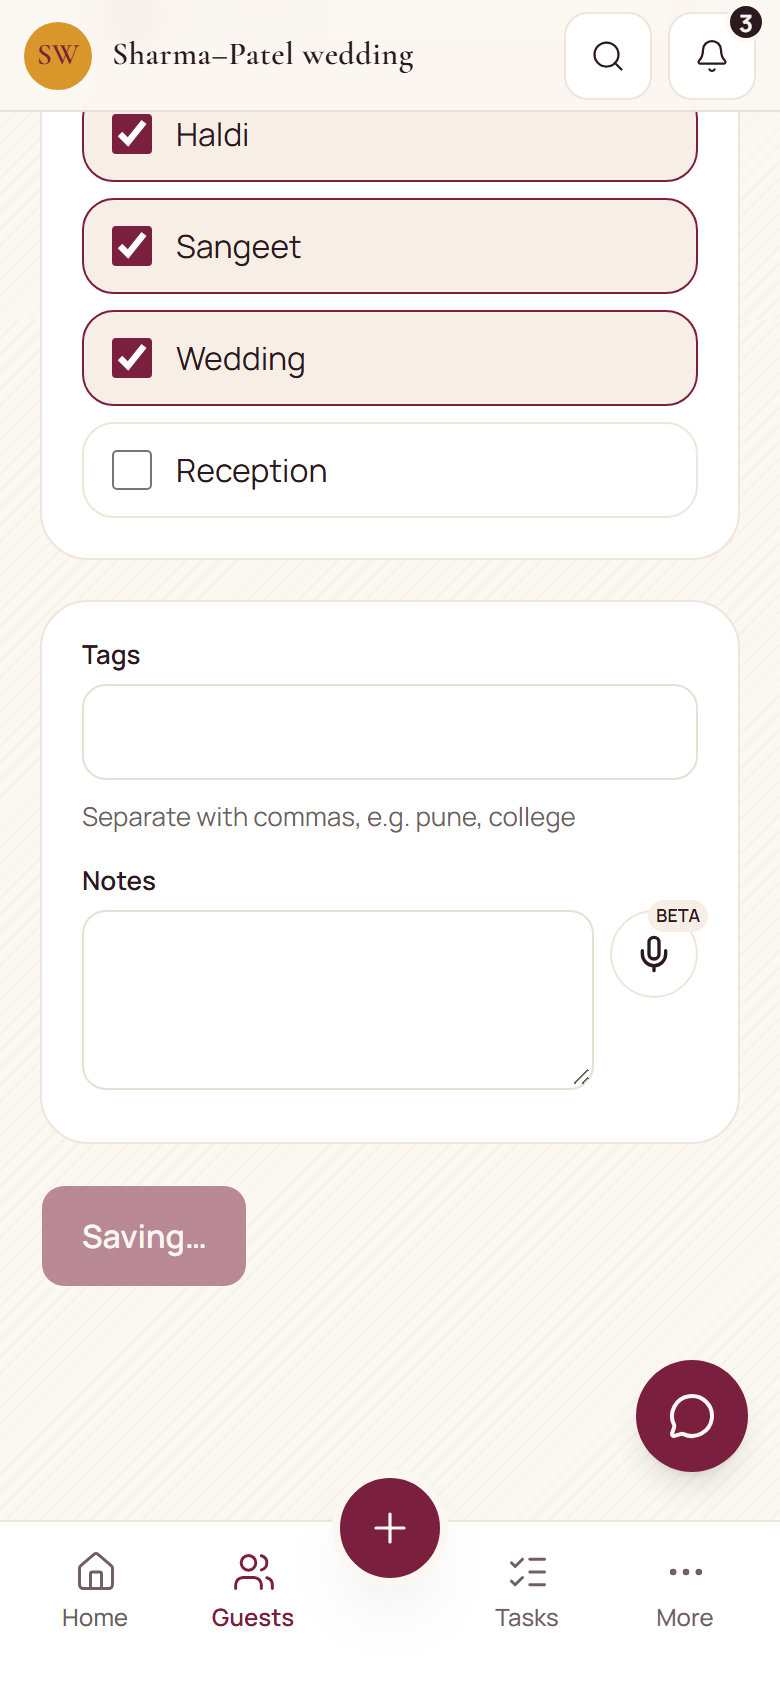 SW
Sharma–Patel wedding
3
Haldi
Sangeet
Wedding
Reception
Tags
Separate with commas, e.g. pune, college
Notes
BETA
Saving...
Home
Guests
Tasks
More